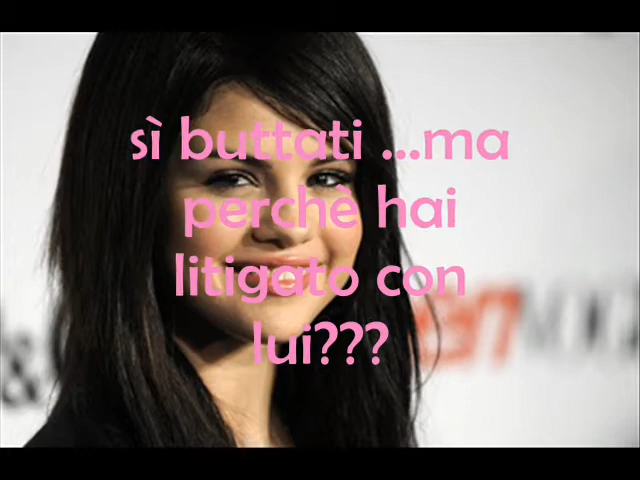 sì buttati ...ma
perchè hai
litigato con
lui???
&